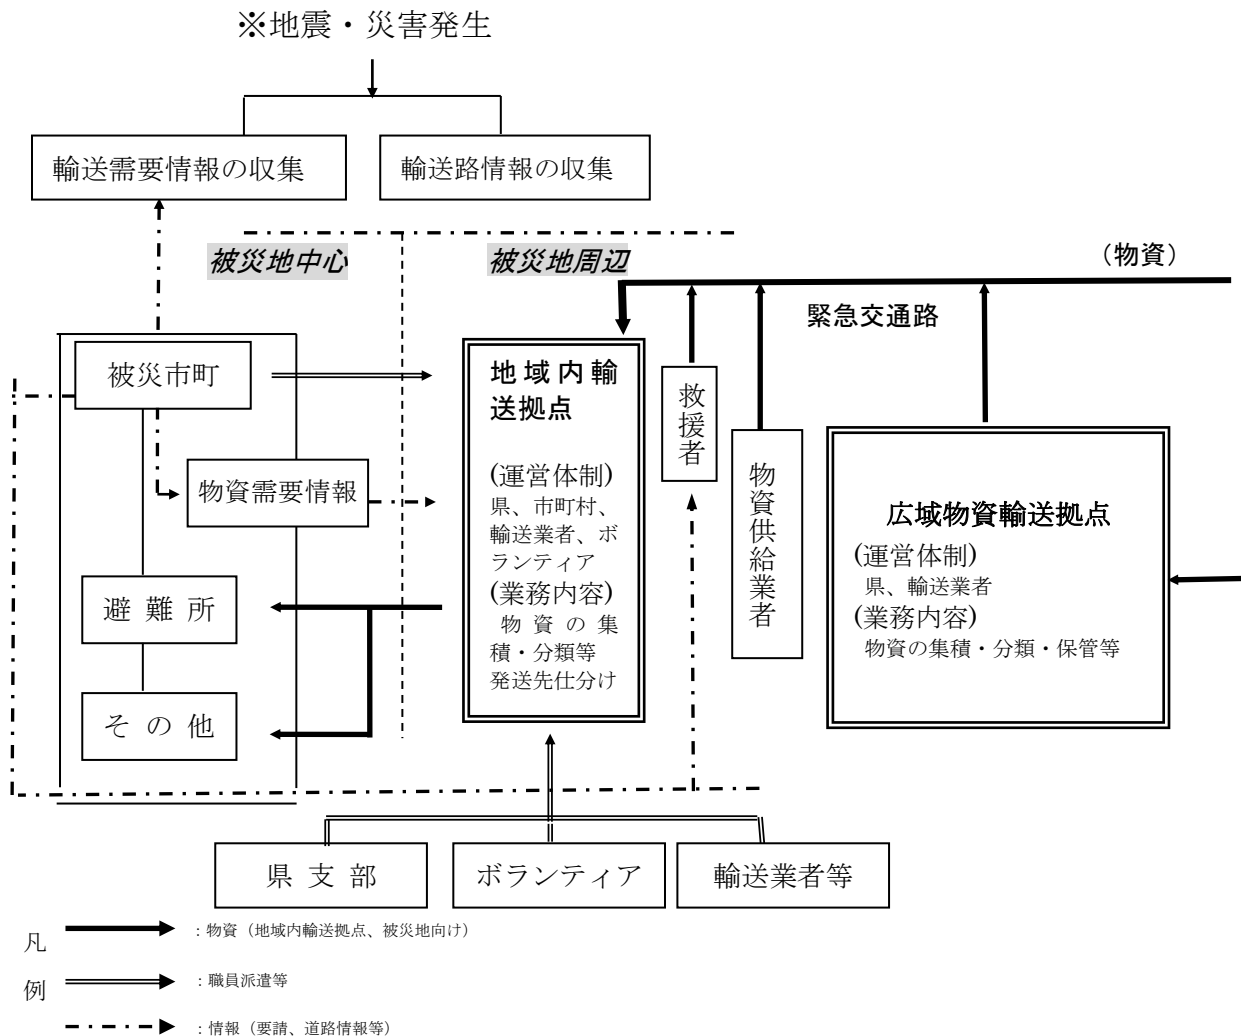 ※地震・災害発生
輸送需要情報の収集
輸送路情報の収集
被災地中心
被災地周辺
（物資）
緊急交通路
被災市町
物資需要情報
避 難 所
そ の 他
地 域 内 輸
送拠点
(運営体制)
県、市町村、
輸送業者、ボ
ランティア
(業務内容)
物 資 の 集
積・分類等
発送先仕分け
救援者
物資供給業者
広域物資輸送拠点
(運営体制)
県、輸送業者
(業務内容)
物資の集積・分類・保管等
県 支 部
ボランティア
輸送業者等
凡
例
：物資（地域内輸送拠点、被災地向け）
：職員派遣等
：情報（要請、道路情報等）